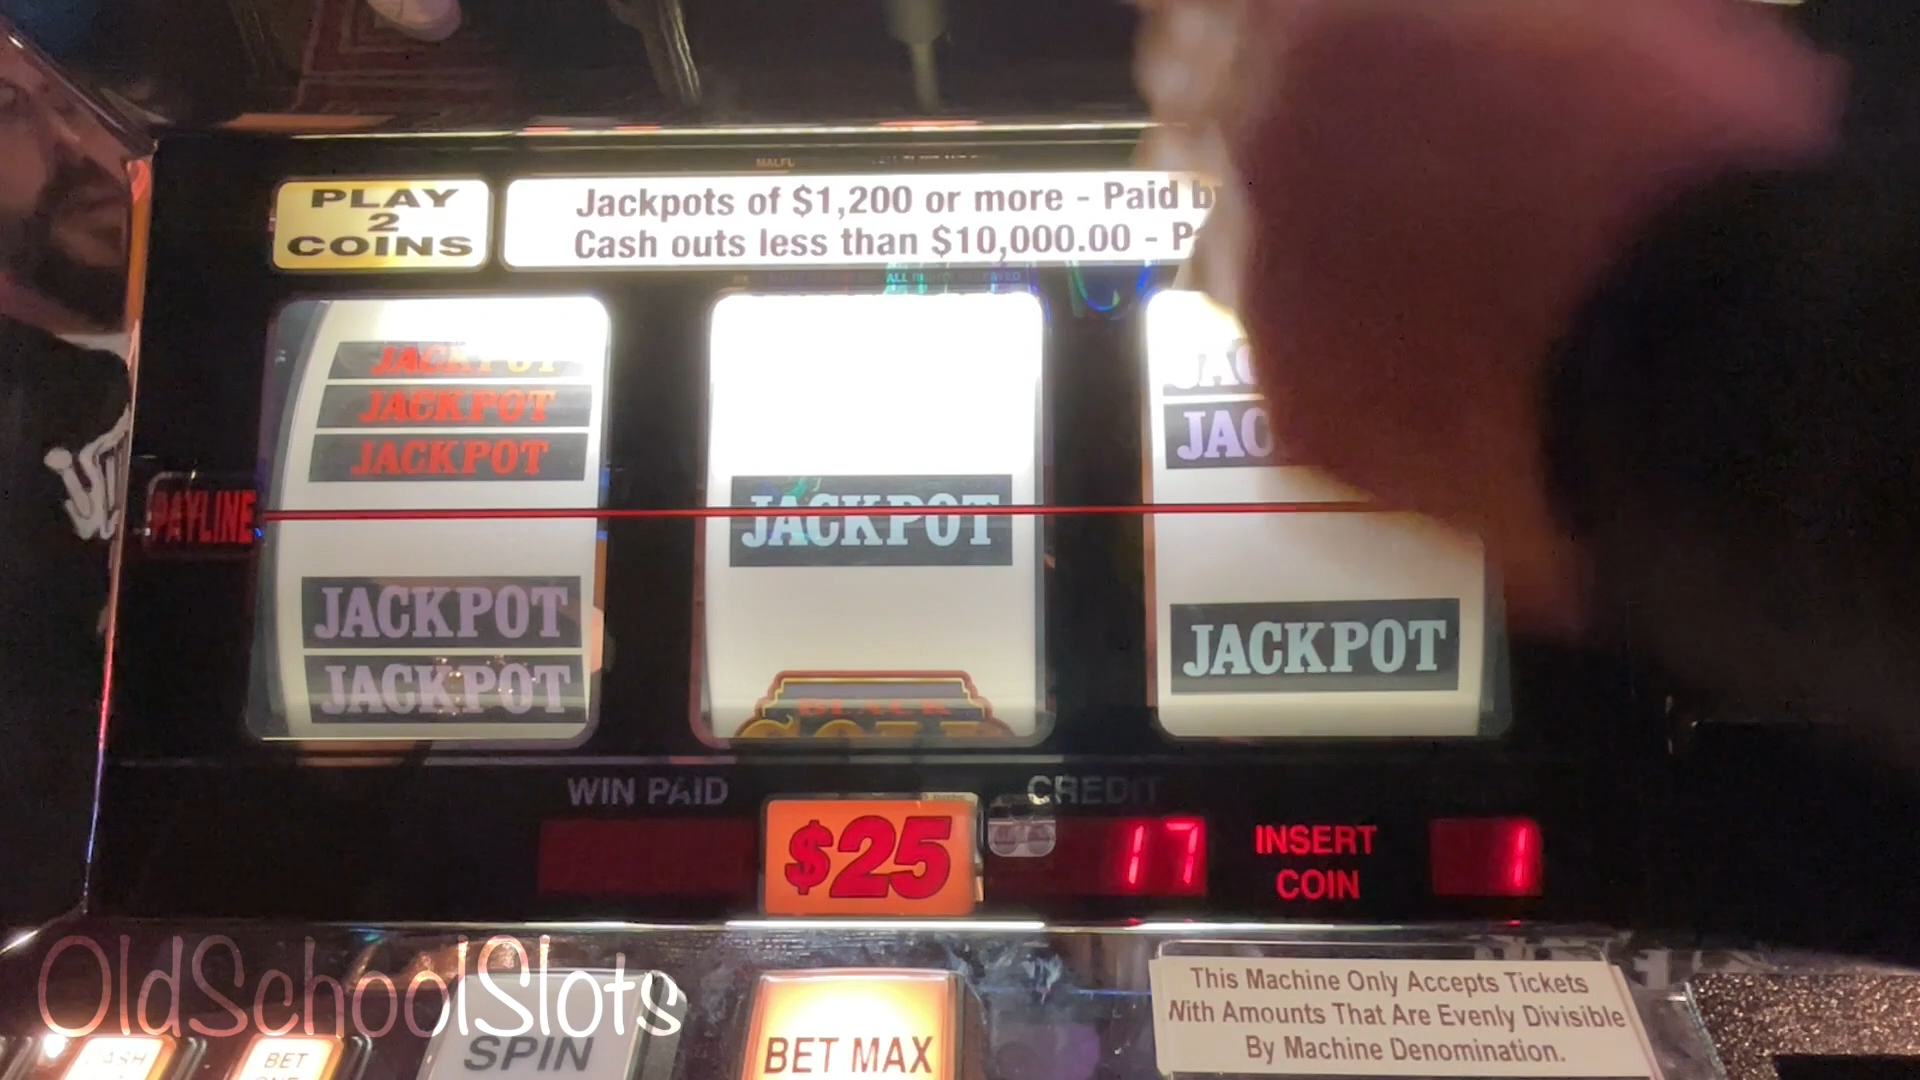 PLAY
2
COINS
Jackpots of $1,200 or more - Paid
Cash outs less than $10,000.00 -
JACKPOT
JACKPOT
JACKPOT
JACKPOT
JACKPOT
JACKPOT
JACKPOT
PAYLINE
WIN PAID
CREDIT
$25
17
INSERT
COIN
1
OldSchoolSlots
SPIN
BET MAX
BET
This Machine Only Accepts Tickets
With Amounts That Are Evenly Divisible
By Machine Denomination.